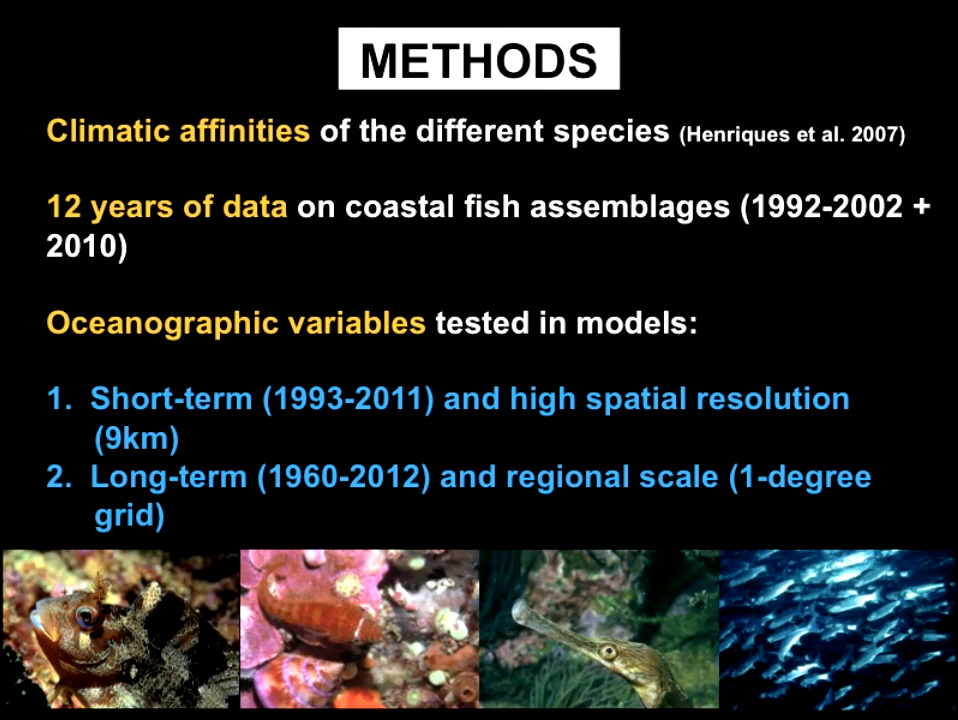 METHODS
Climatic affinities of the different species (Henriques et al. 2007)
12 years of data on coastal fish assemblages (1992-2002 +
2010)
Oceanographic variables tested in models:
1. Short-term (1993-2011) and high spatial resolution
(9km)
2. Long-term (1960-2012) and regional scale (1-degree
grid)